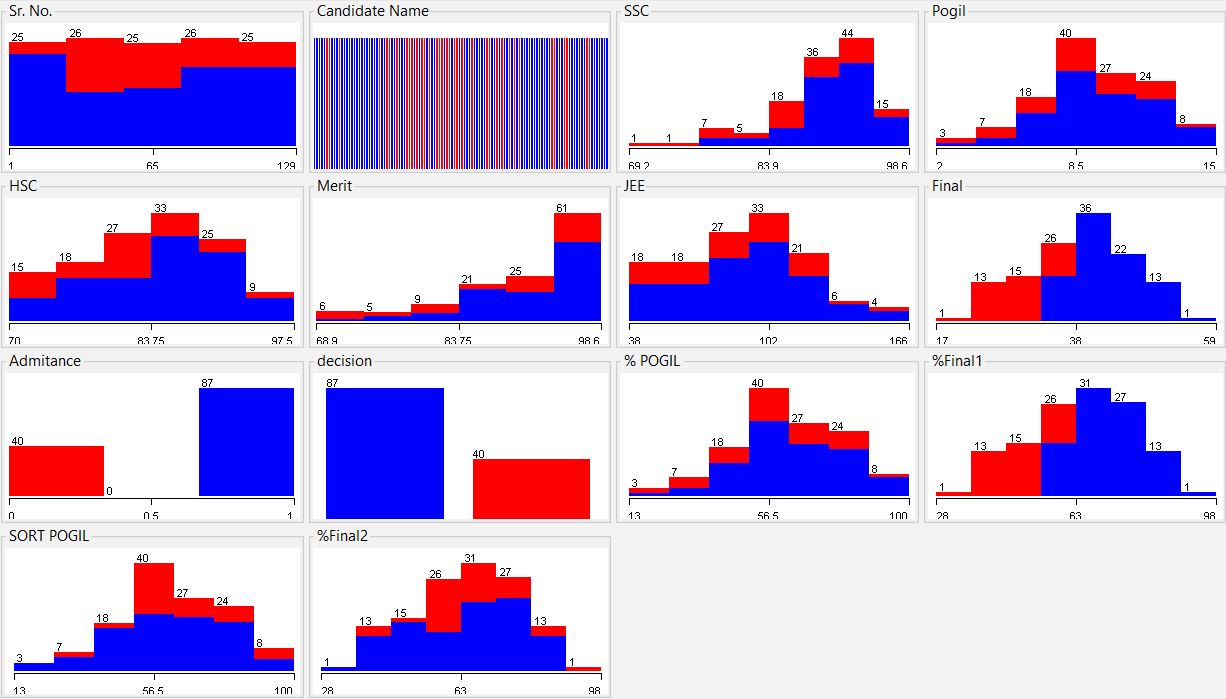 Sr. No.
25 26 25 26 25
1 65 129
Candidate Name
SSC
1 1 7 5 18 36 44 15
69.2 83.9 98.6
Pogil
3 7 18 40 27 24 8
2 8.5 15
HSC
15 18 27 33 25 9
70 83.75 97.5
Merit
6 5 9 21 25 61
68.9 83.75 98.6
JEE
18 18 27 33 21 6 4
38 102 166
Final
1 13 15 26 36 22 13 1
17 38 59
Admitance
40 0 87
0 0.5 1
decision
87 40
% POGIL
3 7 18 40 27 24 8
13 56.5 100
%Final1
1 13 15 26 31 27 13 1
28 63 98
SORT POGIL
3 7 18 40 27 24 8
13 56.5 100
%Final2
1 13 15 26 31 27 13 1
28 63 98